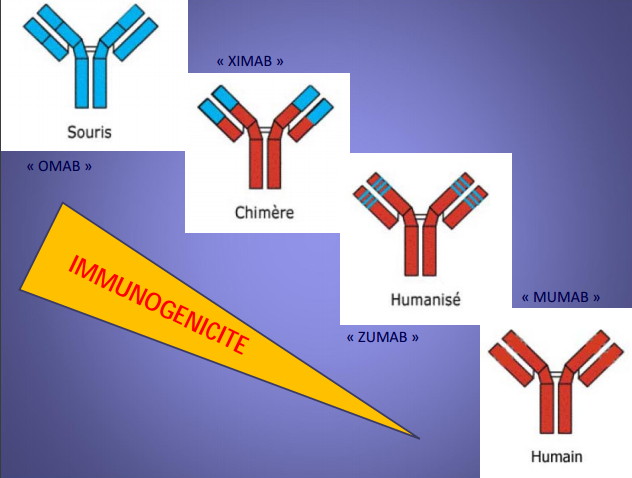 Souris
« OMAB »
« XIMAB »
Chimère
Humanisé
« ZUMAB »
« MUMAB »
Humain
IMMUNOGENICITE